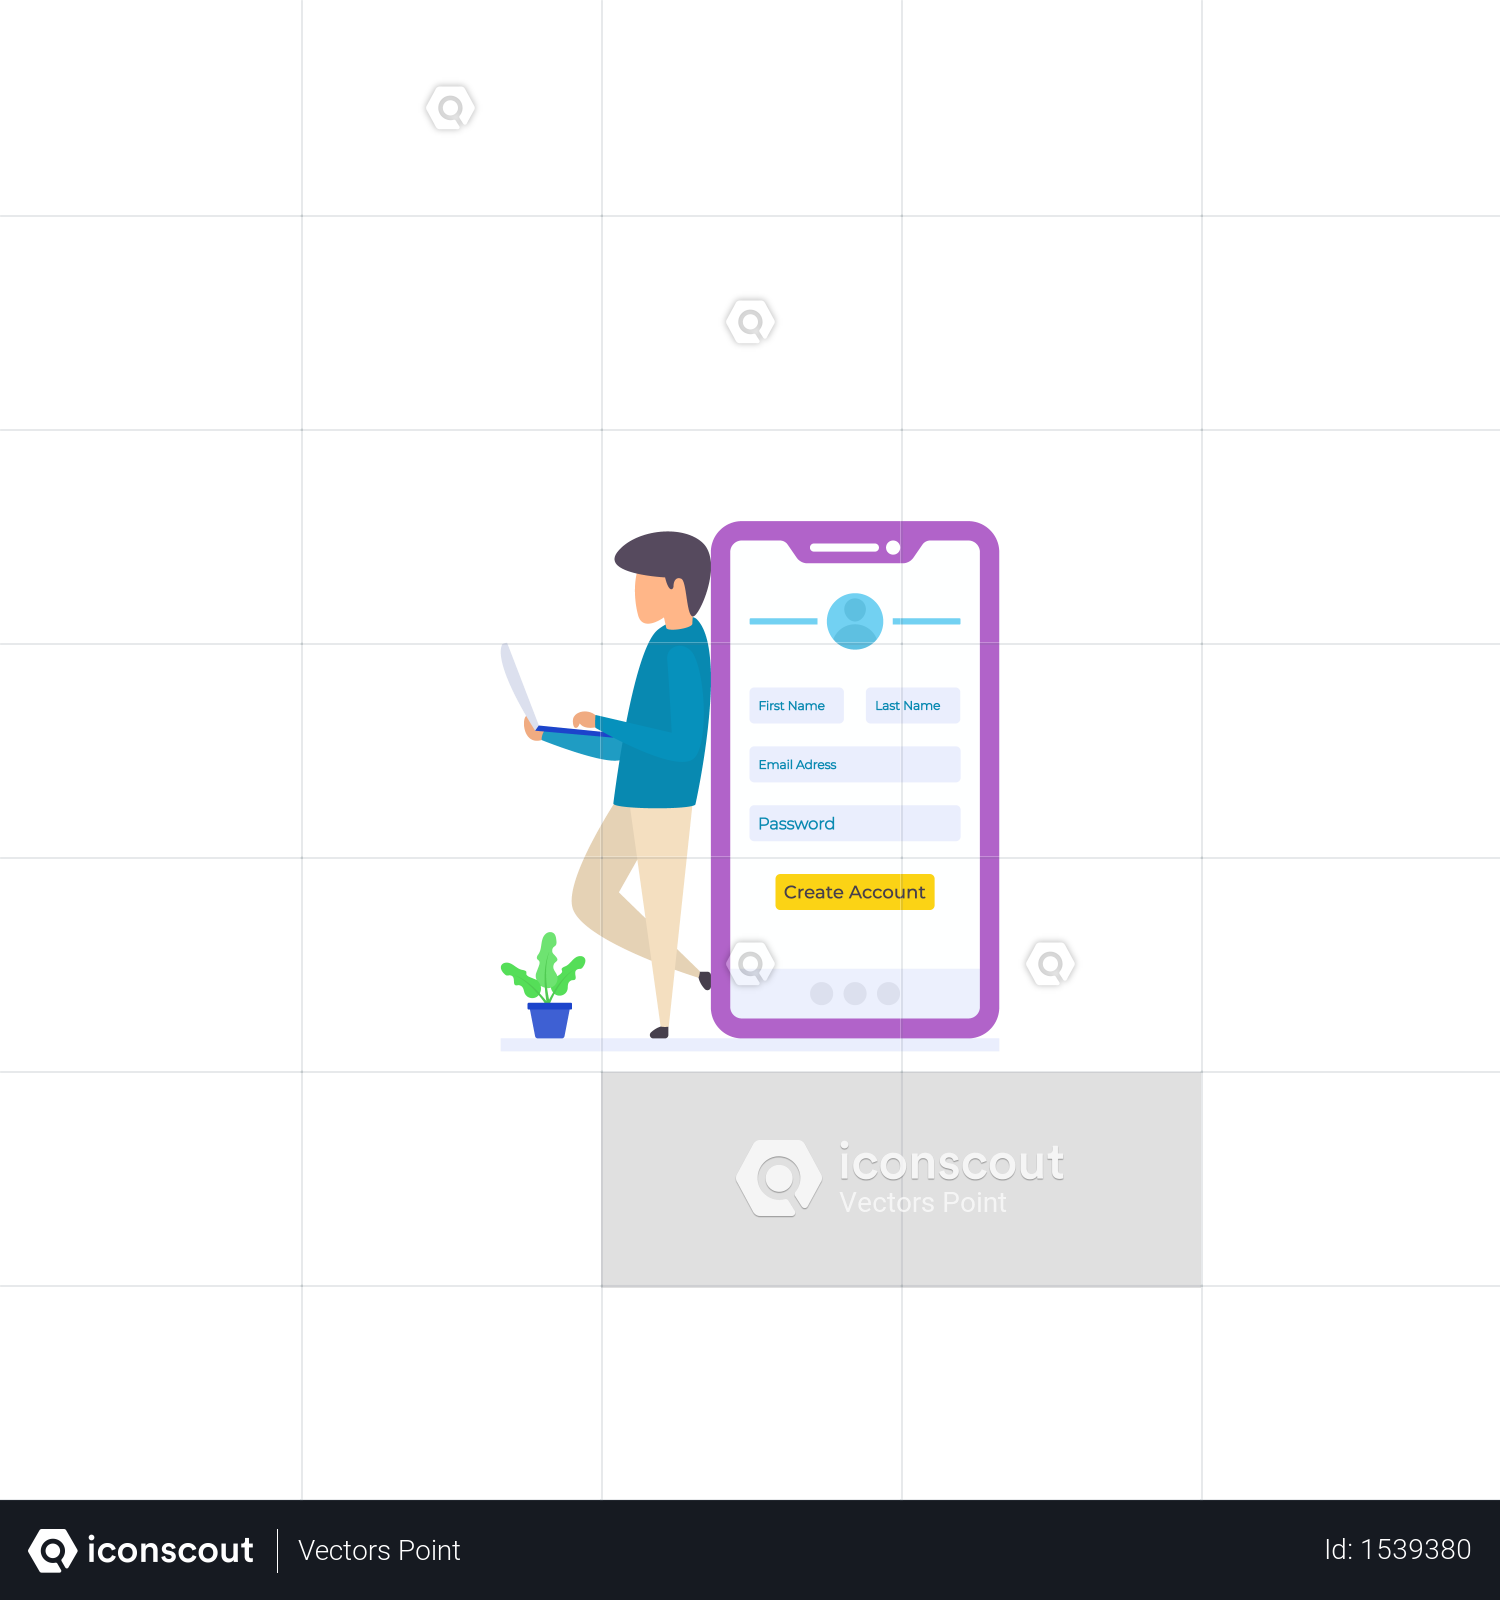 First Name Last Name
Email Adress
Password
Create Account
iconscout
Vectors Point
iconscout Vectors Point Id: 1539380